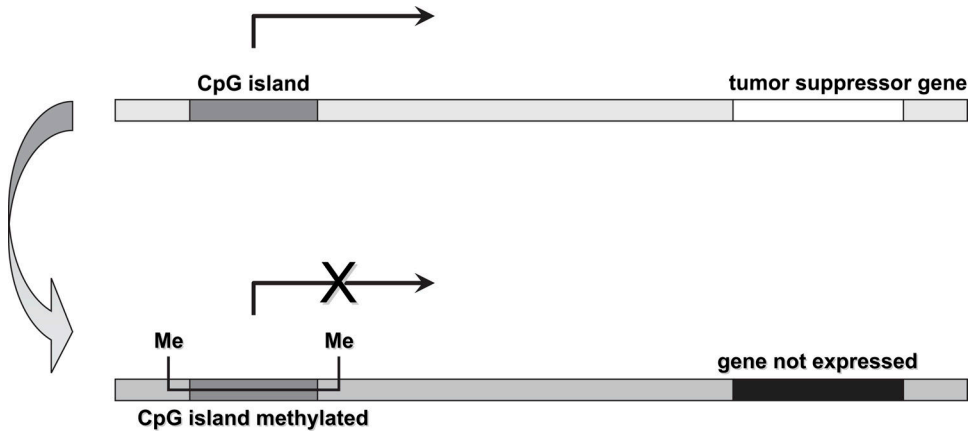 CpG island
tumor suppressor gene
X
Me
Me
gene not expressed
CpG island methylated